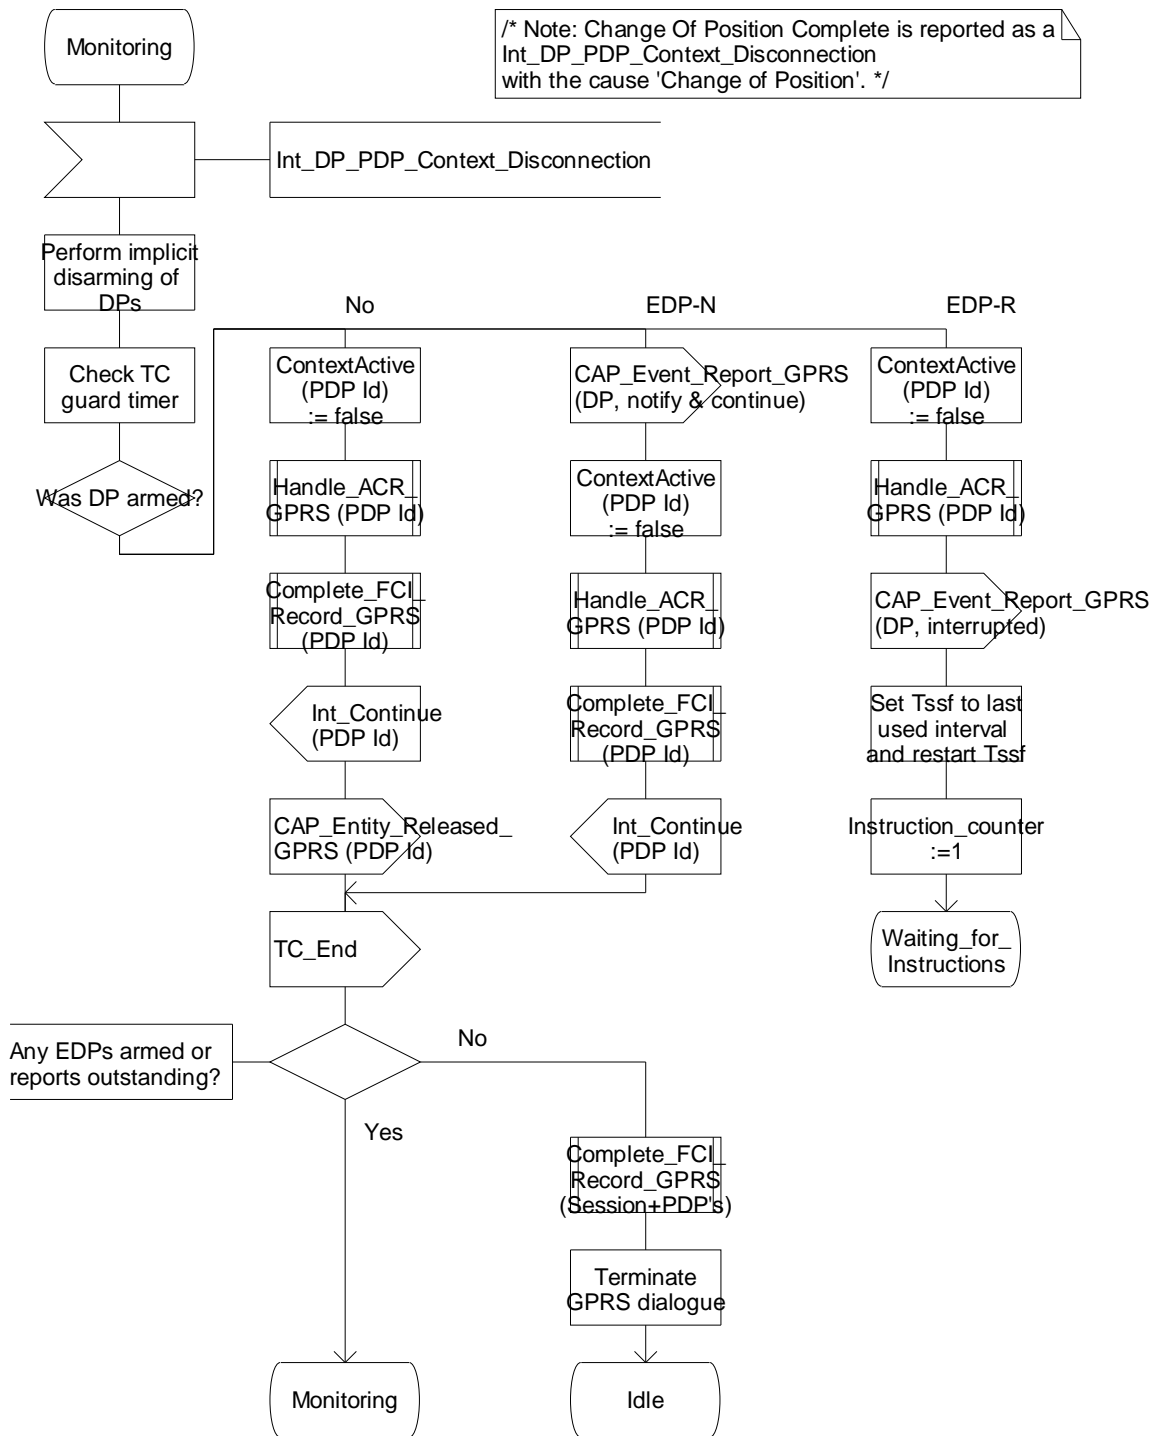 Monitoring
/* Note: Change Of Position Complete is reported as a
Int_DP_PDP_Context_Disconnection
with the cause 'Change of Position'. */
Int_DP_PDP_Context_Disconnection
Perform implicit
disarming of
DPs
Check TC
guard timer
Was DP armed?
No
EDP-N
EDP-R
ContextActive
(PDP Id)
:= false
Handle_ACR_
GPRS (PDP Id)
Complete_FCI_
Record_GPRS
(PDP Id)
Int_Continue
(PDP Id)
CAP_Entity_Released_
GPRS (PDP Id)
TC_End
CAP_Event_Report_GPRS
(DP, notify & continue)
ContextActive
(PDP Id)
:= false
Handle_ACR_
GPRS (PDP Id)
Complete_FCI_
Record_GPRS
(PDP Id)
Int_Continue
(PDP Id)
ContextActive
(PDP Id)
:= false
Handle_ACR_
GPRS (PDP Id)
CAP_Event_Report_GPRS
(DP, interrupted)
Set Tssf to last
used interval
and restart Tssf
Instruction_counter
:=1
Waiting_for_
Instructions
Any EDPs armed or
reports outstanding?
No
Yes
Complete_FCI_
Record_GPRS
(Session+PDP's)
Terminate
GPRS dialogue
Monitoring
Idle